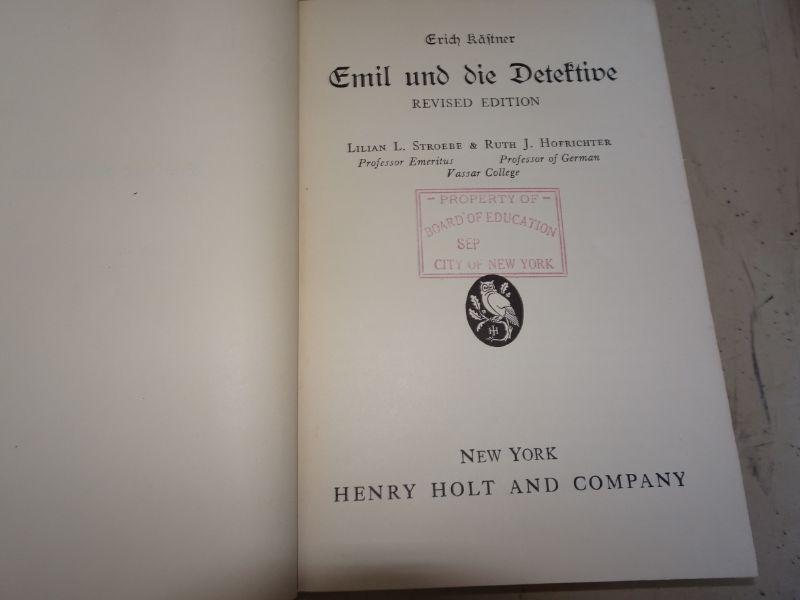 Erich Kästner
Emil und die Detektive
REVISED EDITION
LILIAN L. STROEBE & RUTH J. HOFRICHTER
Professor Emeritus Professor of German
Vassar College
- PROPERTY OF -
BOARD OF EDUCATION
SEP
CITY OF NEW YORK
NEW YORK
HENRY HOLT AND COMPANY